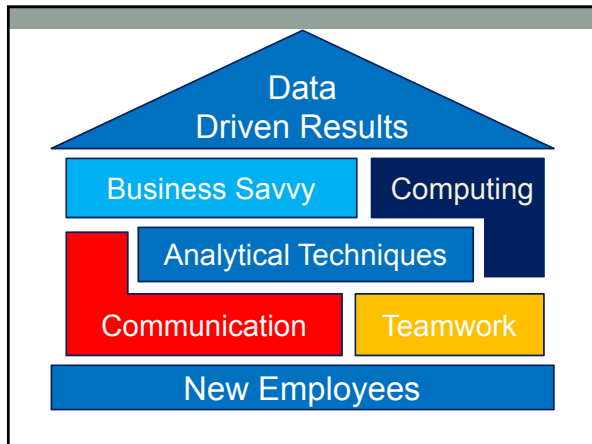 Data
Driven Results
Business Savvy
Computing
Analytical Techniques
Communication
Teamwork
New Employees